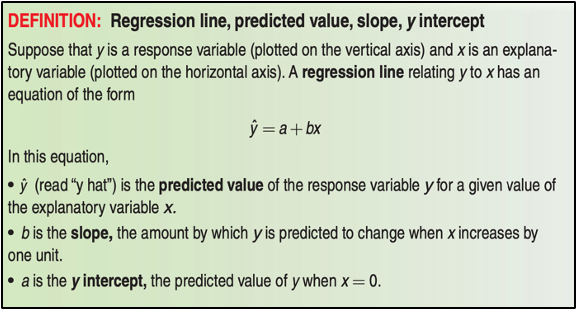 DEFINITION: Regression line, predicted value, slope, y intercept
Suppose that y is a response variable (plotted on the vertical axis) and x is an explana-
tory variable (plotted on the horizontal axis). A regression line relating y to x has an
equation of the form
ŷ = a + bx
In this equation,
• ŷ (read “y hat”) is the predicted value of the response variable y for a given value of
the explanatory variable x.
• b is the slope, the amount by which y is predicted to change when x increases by
one unit.
• a is the y intercept, the predicted value of y when x = 0.